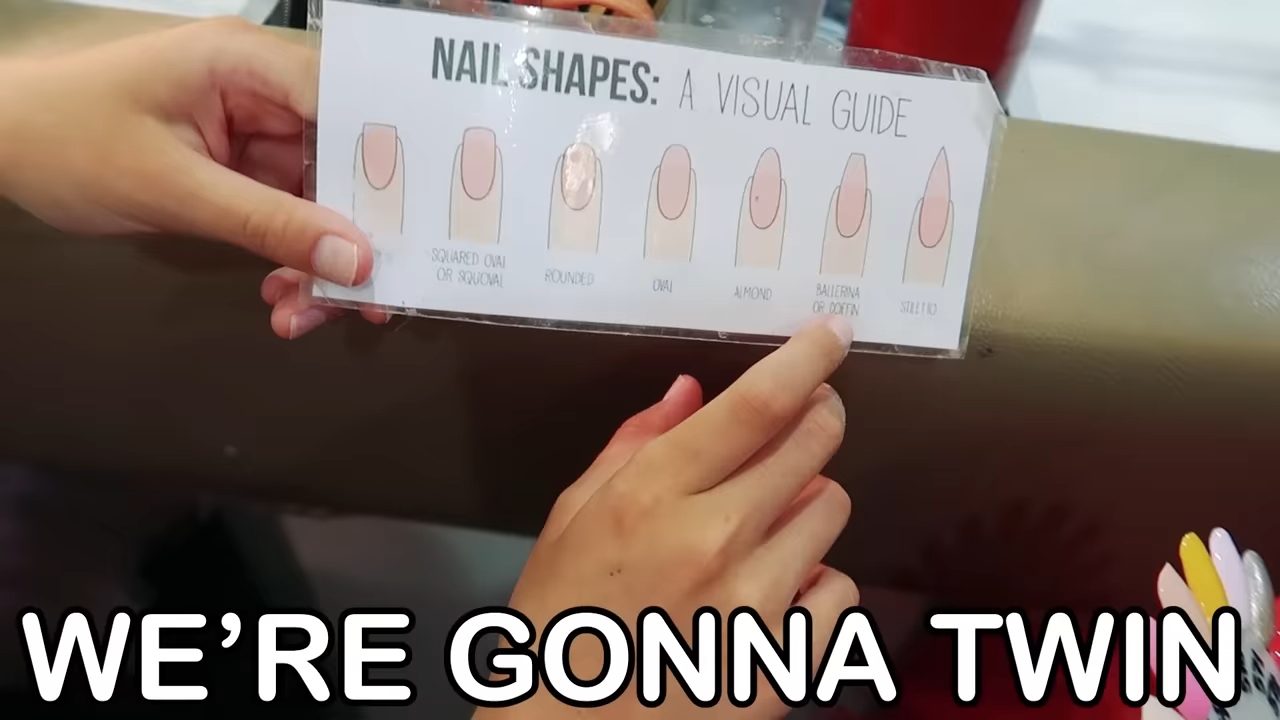 NAIL SHAPES: A VISUAL GUIDE
SQUARED OVAL
OR SQUOVAL
ROUNDED
OVAL
ALMOND
BALLERINA
OR COFFIN
STILETTO
WE'RE GONNA TWIN